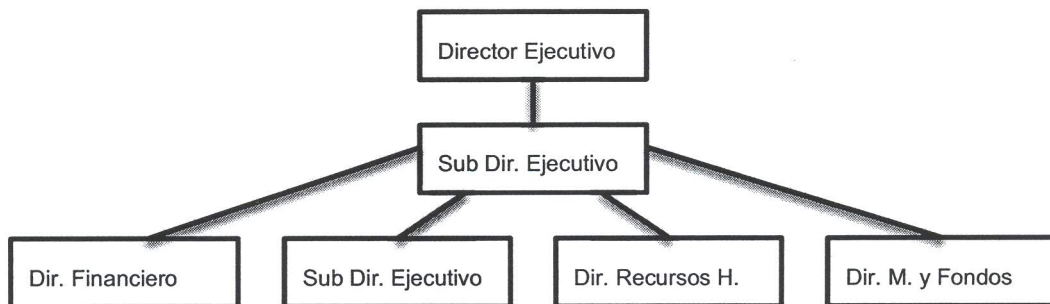 Director Ejecutivo
Sub Dir. Ejecutivo
Dir. Financiero
Sub Dir. Ejecutivo
Dir. Recursos H.
Dir. M. y Fondos